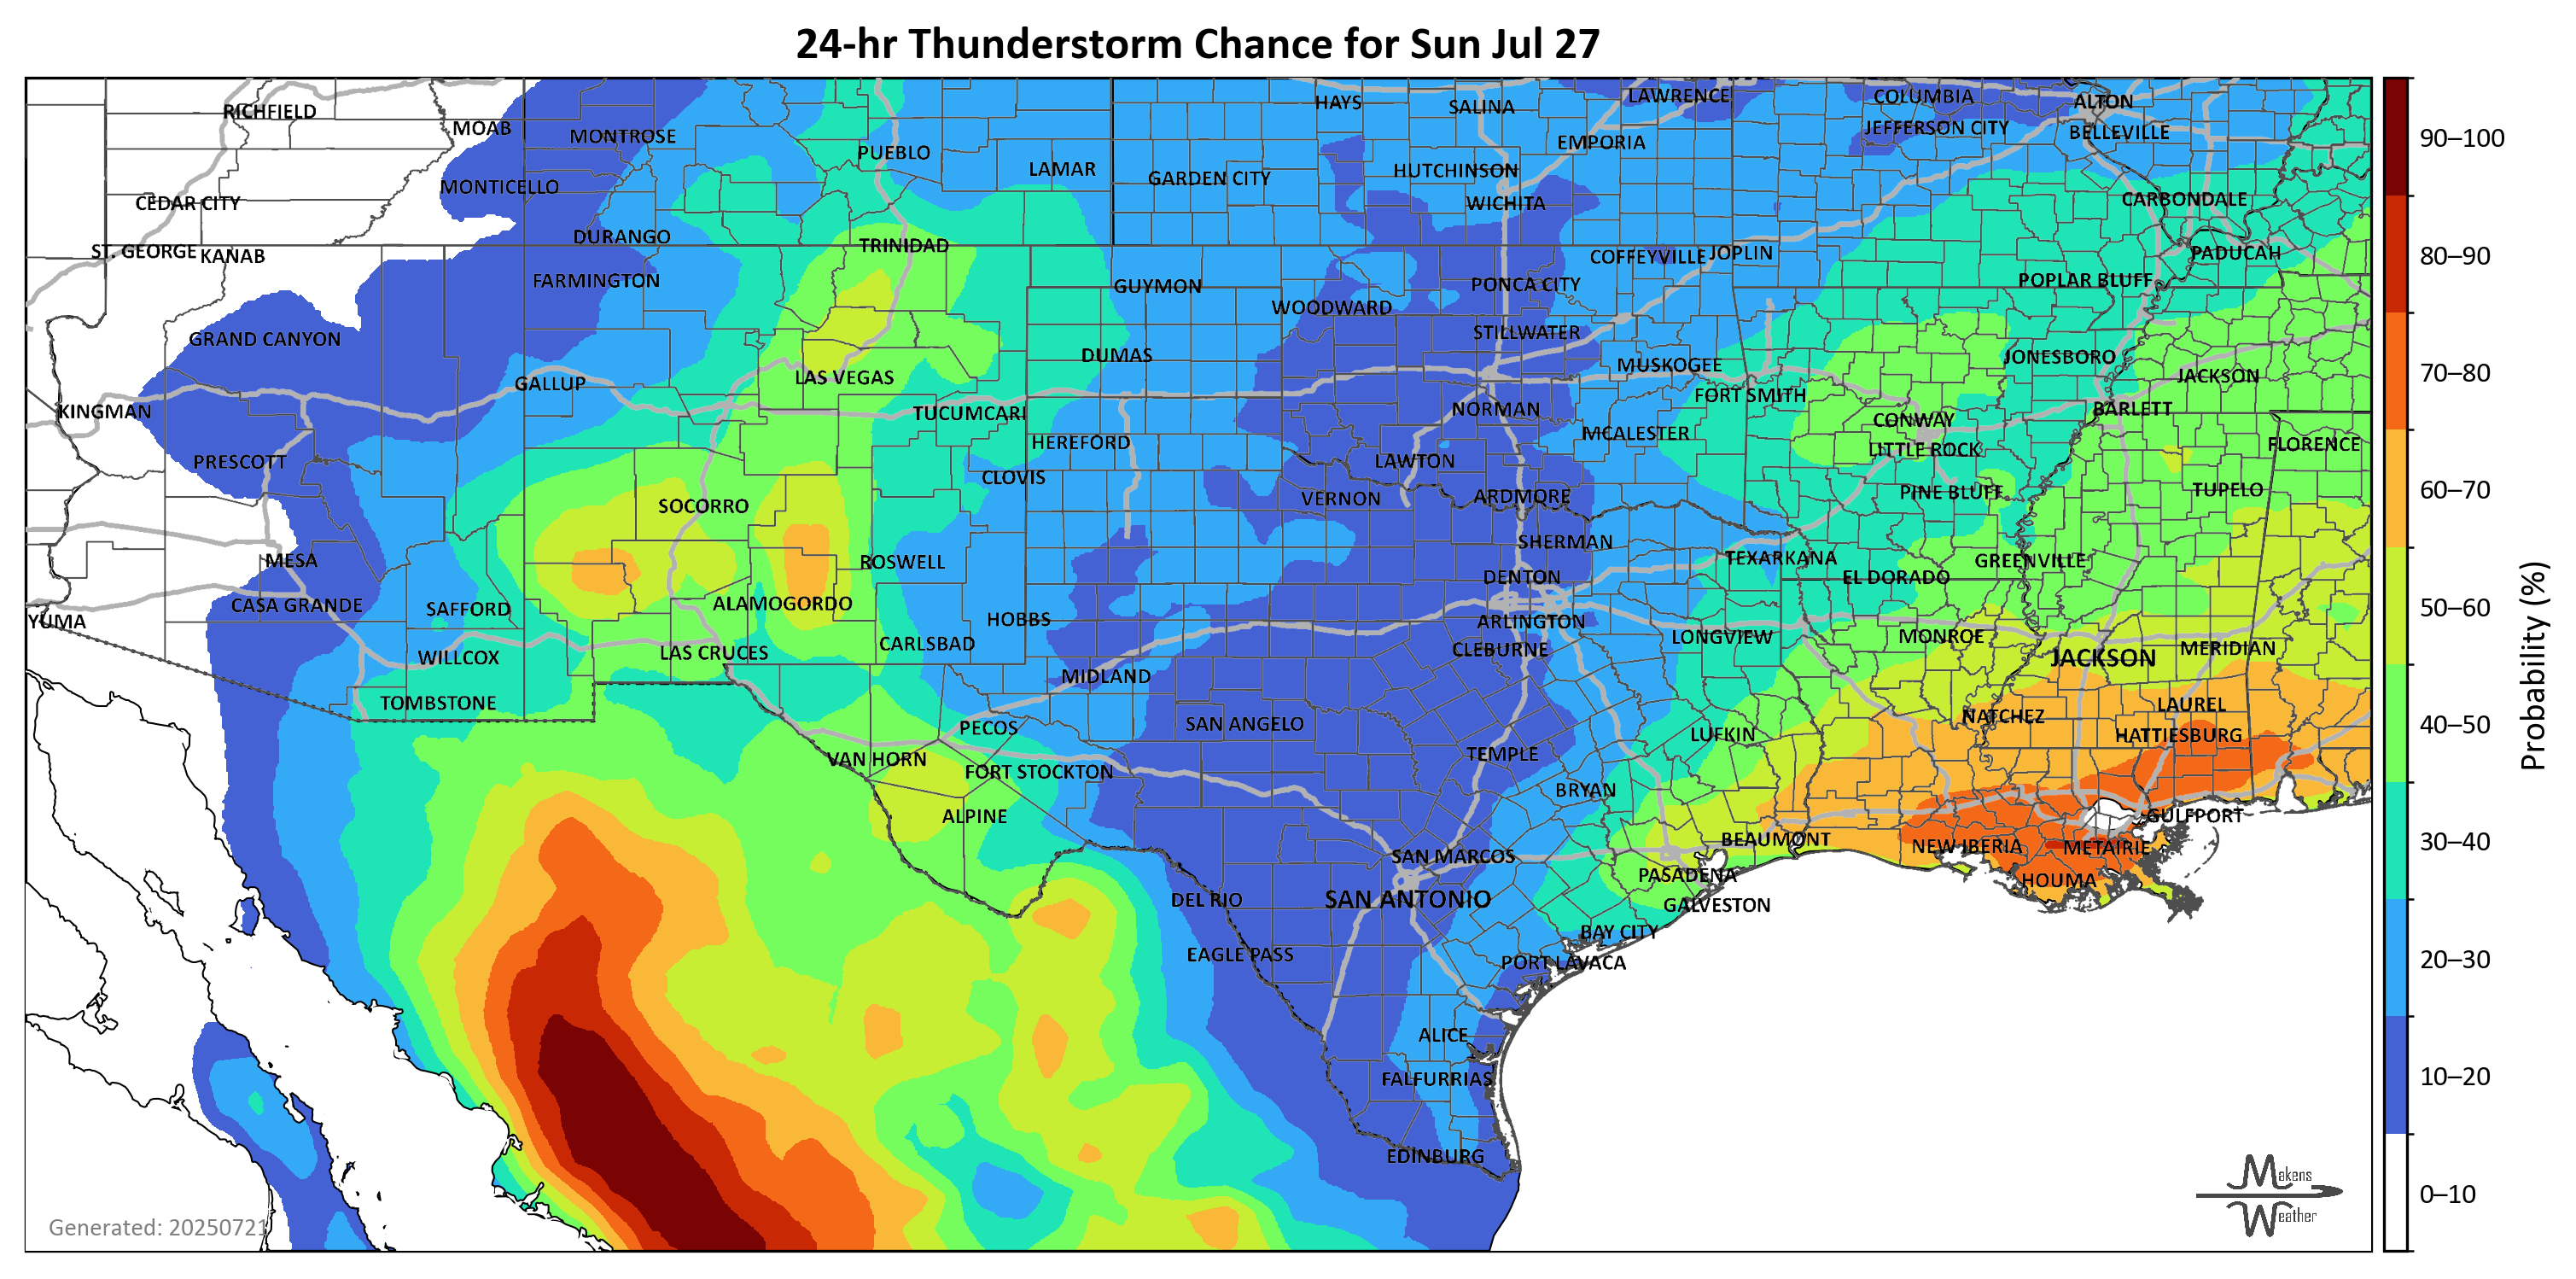 24-hr Thunderstorm Chance for Sun Jul 27
RICHFIELD
MOAB
MONTROSE
PUEBLO
LAMAR
HAYS
SALINA
LAWRENCE
COLUMBIA
ALTON
GARDEN CITY
HUTCHINSON
EMPORIA
JEFFERSON CITY
BELLEVILLE
MONTICELLO
CEDAR CITY
WICHITA
CARBONDALE
DURANGO
TRINIDAD
ST. GEORGE
KANAB
COFFEYVILLE
JOPLIN
PADUCAH
FARMINGTON
GUYMON
WOODWARD
PONCA CITY
POPLAR BLUFF
GRAND CANYON
STILLWATER
DUMAS
MUSKOGEE
JONESBORO
LAS VEGAS
GALLUP
JACKSON
KINGMAN
TUCUMCARI
NORMAN
FORT SMITH
CONWAY
BARLETT
HEREFORD
MCALESTER
LITTLE ROCK
FLORENCE
PRESCOTT
CLOVIS
LAWTON
SOCORRO
VERNON
ARDMORE
PINE BLUFF
TUPELO
MESA
ROSWELL
SHERMAN
TEXARKANA
GREENVILLE
CASA GRANDE
SAFFORD
ALAMOGORDO
DENTON
EL DORADO
YUMA
HOBBS
ARLINGTON
WILLCOX
LAS CRUCES
CARLSBAD
CLEBURNE
LONGVIEW
MONROE
JACKSON
MERIDIAN
MIDLAND
TOMBSTONE
PECOS
SAN ANGELO
LUFKIN
NATCHEZ
LAUREL
HATTIESBURG
VAN HORN
FORT STOCKTON
TEMPLE
BRYAN
ALPINE
BEAUMONT
GULFPORT
SAN MARCOS
NEW IBERIA
METAIRIE
DEL RIO
SAN ANTONIO
PASADENA
HOUMA
GALVESTON
EAGLE PASS
BAY CITY
PORT LAVACA
ALICE
FALFURRIAS
EDINBURG
Generated: 20250721
Makens
Weather
90–100
80–90
70–80
60–70
50–60
40–50
30–40
20–30
10–20
0–10
Probability (%)